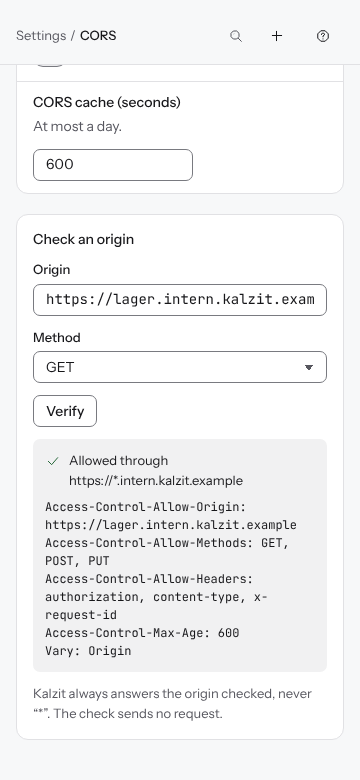 Settings / CORS
CORS cache (seconds)
At most a day.
600
Check an origin
Origin
https://lager.intern.kalzit.exam
Method
GET
Verify
Allowed through
https://*.intern.kalzit.example
Access-Control-Allow-Origin:
https://lager.intern.kalzit.example
Access-Control-Allow-Methods: GET,
POST, PUT
Access-Control-Allow-Headers:
authorization, content-type, x-
request-id
Access-Control-Max-Age: 600
Vary: Origin
Kalzit always answers the origin checked, never
“*”. The check sends no request.